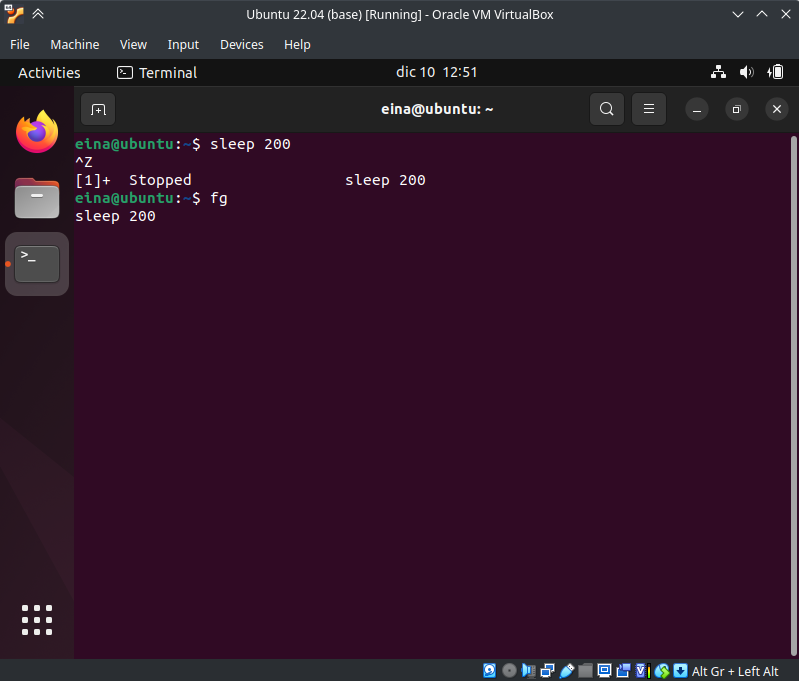 Ubuntu 22.04 (base) [Running] - Oracle VM VirtualBox
File Machine View Input Devices Help
Activities Terminal dic 10 12:51
eina@ubuntu: ~
eina@ubuntu:~$ sleep 200
^Z
[1]+  Stopped                 sleep 200
eina@ubuntu:~$ fg
sleep 200
>_
Alt Gr + Left Alt